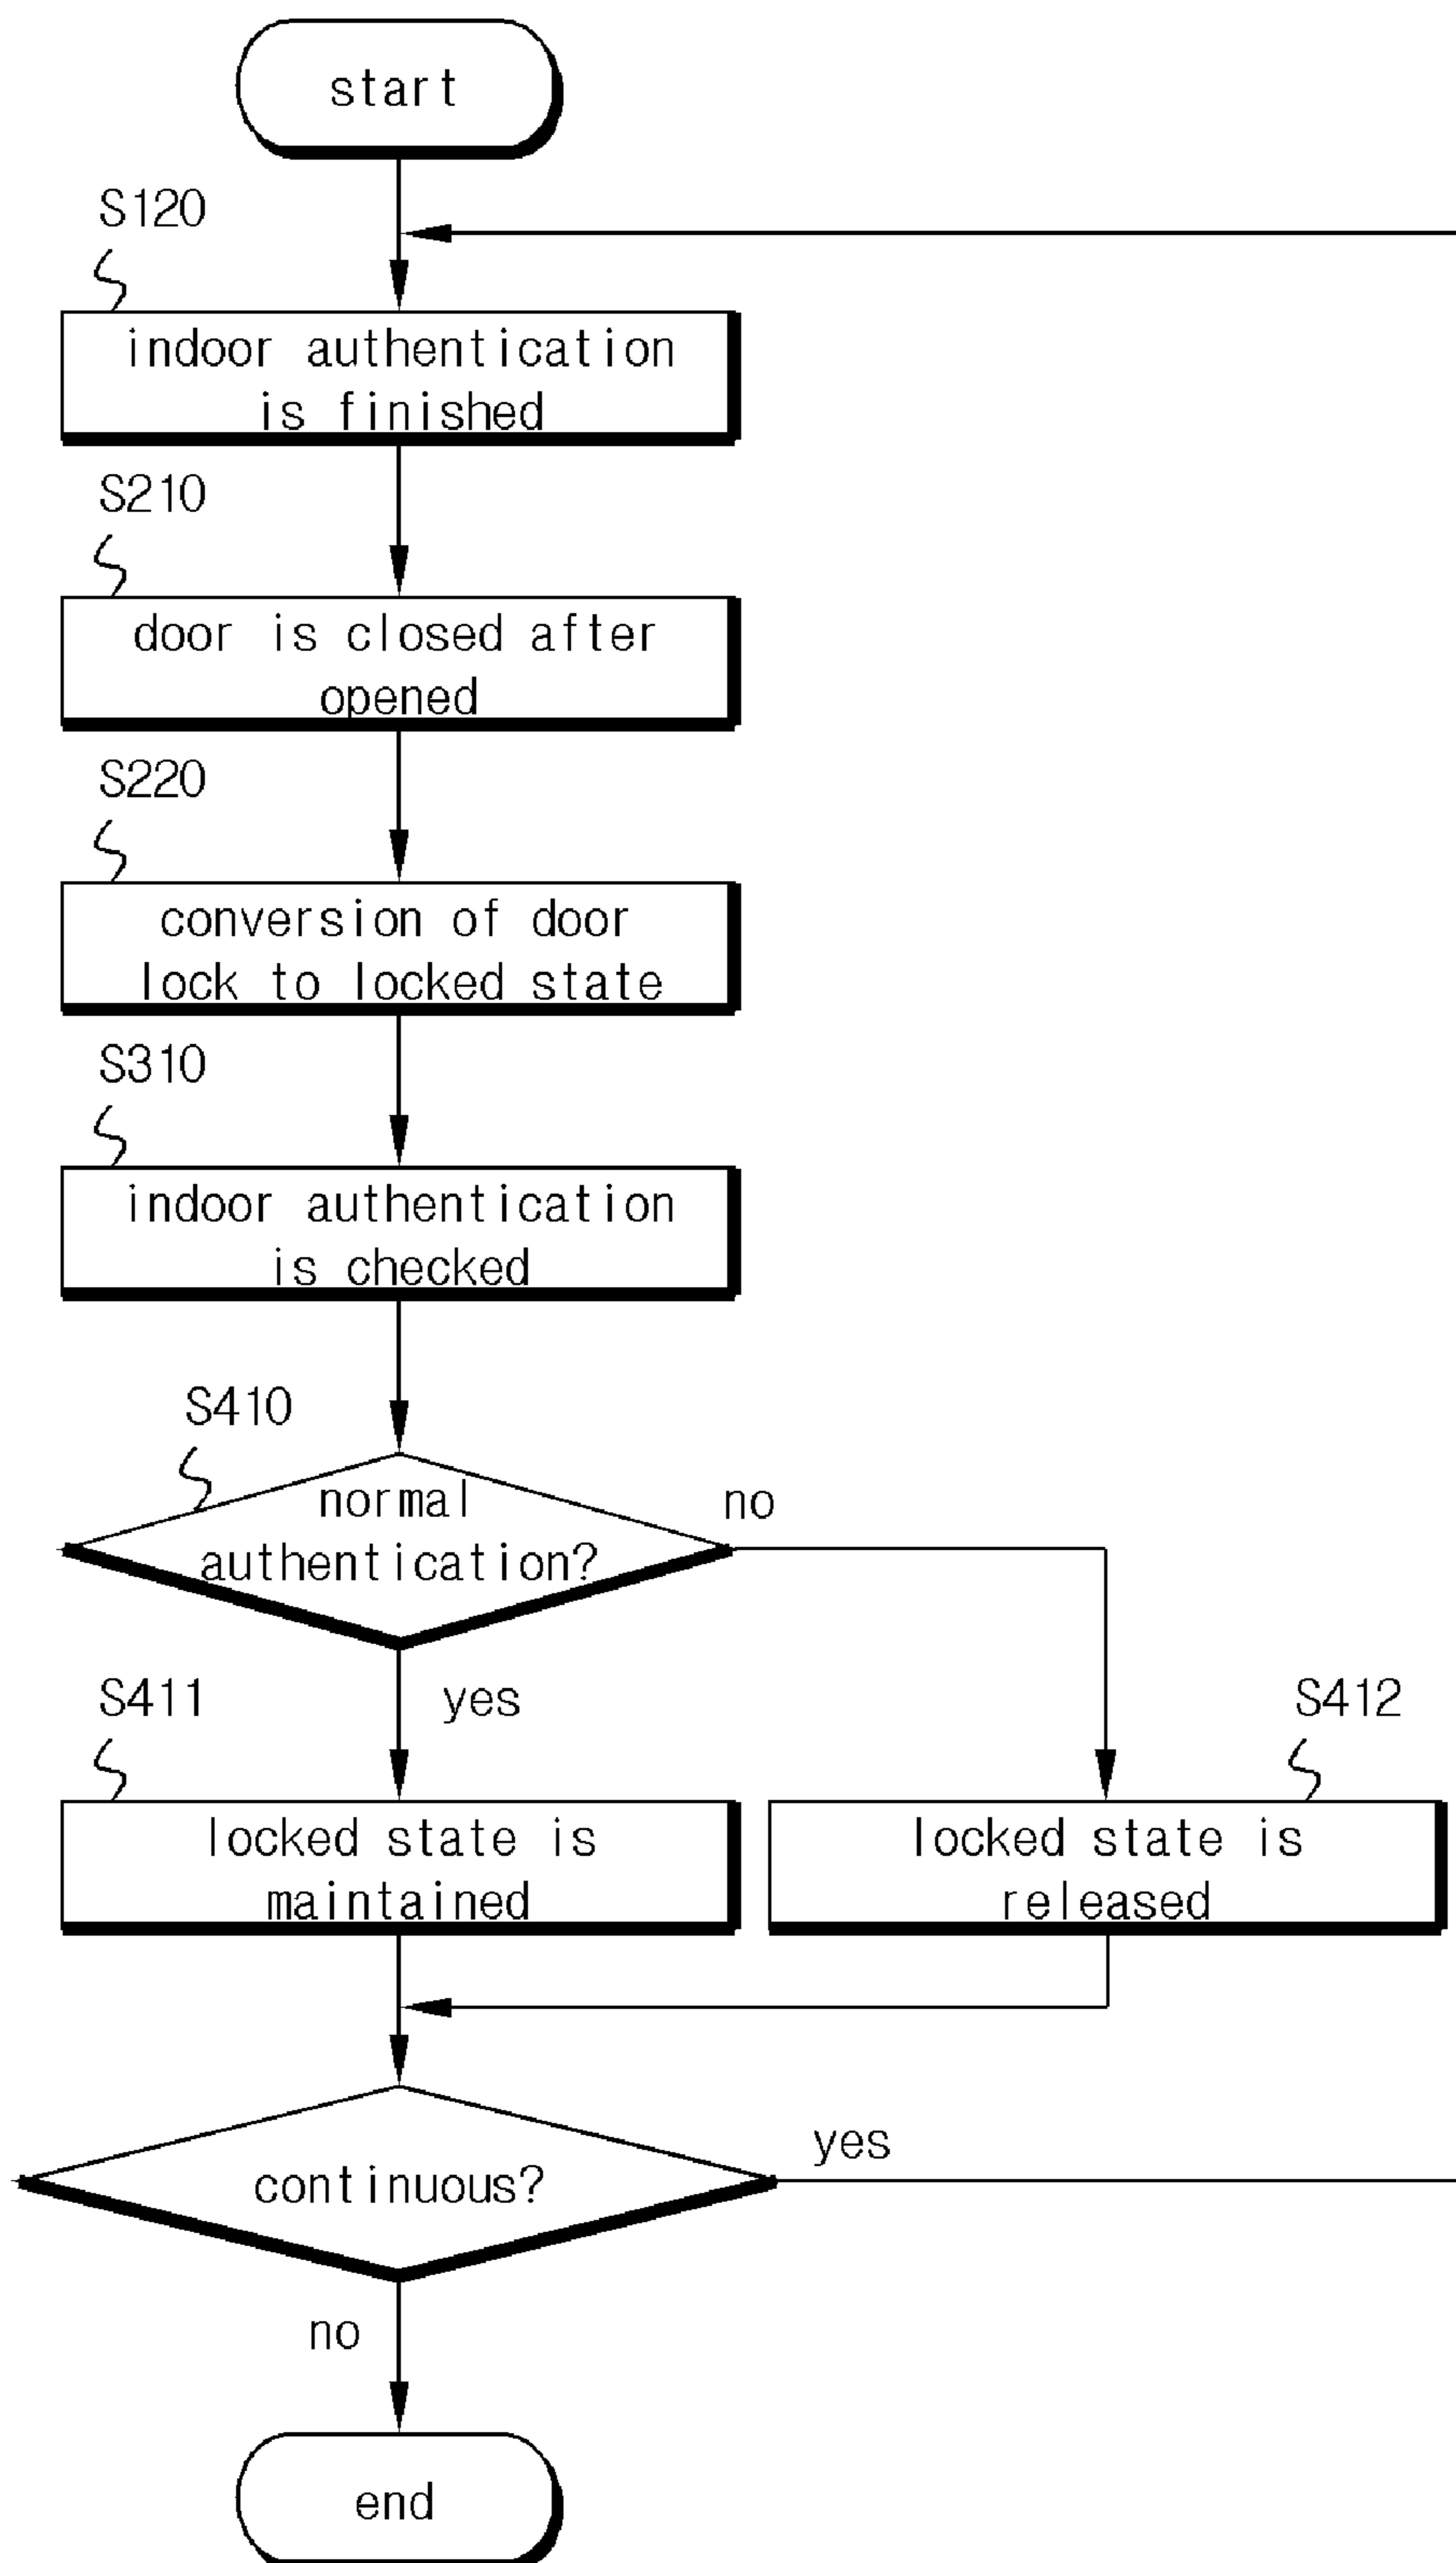 start
S120
indoor authentication
is finished
S210
door is closed after
opened
S220
conversion of door
lock to locked state
S310
indoor authentication
is checked
S410
normal
authentication?
no
yes
S411
locked state is
maintained
S412
locked state is
released
continuous?
yes
no
end